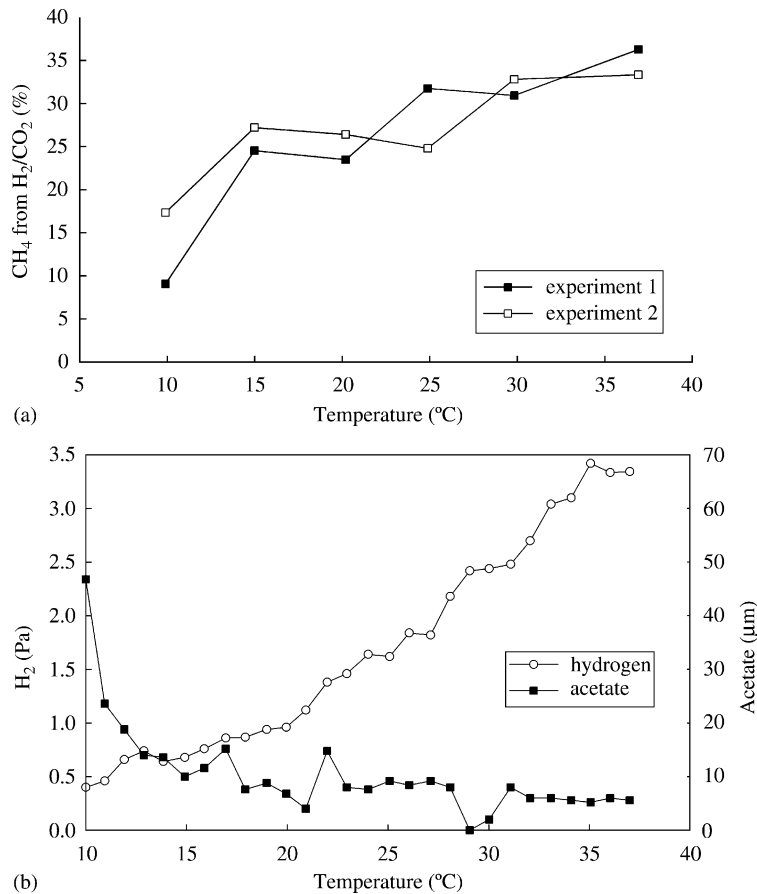 40
35
30
25
20
15
10
5
0
CH₄ from H₂/CO₂ (%)
experiment 1
experiment 2
5 10 15 20 25 30 35 40
(a) Temperature (ºC)
3.5 70
3.0 60
2.5 50
2.0 40
1.5 30
1.0 20
0.5 10
0.0 0
H₂ (Pa)
Acetate (µm)
hydrogen
acetate
10 15 20 25 30 35 40
(b) Temperature (ºC)